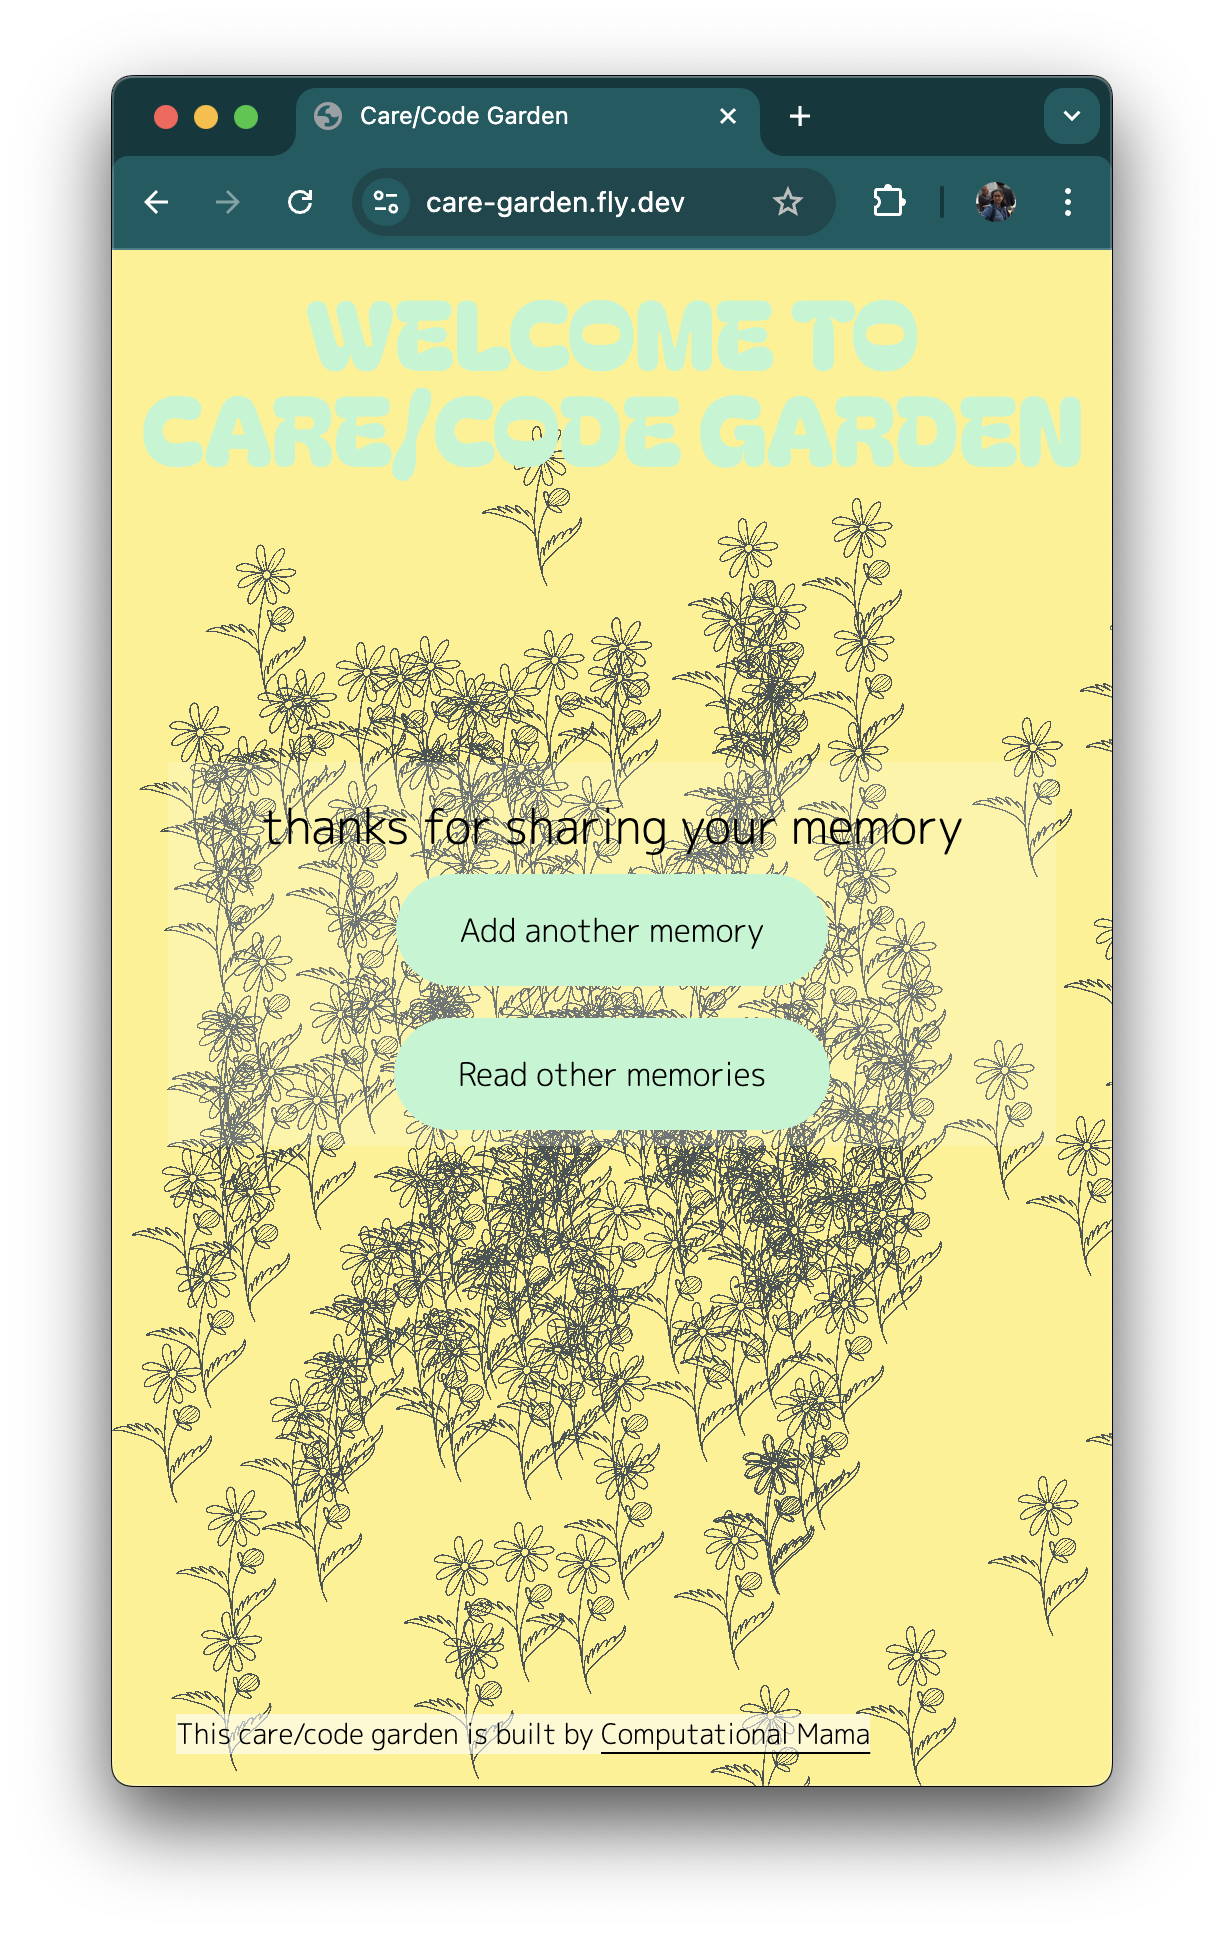 Care/Code Garden
care-garden.fly.dev
WELCOME TO
CARE/CODE GARDEN
thanks for sharing your memory
Add another memory
Read other memories
This care/code garden is built by Computational Mama